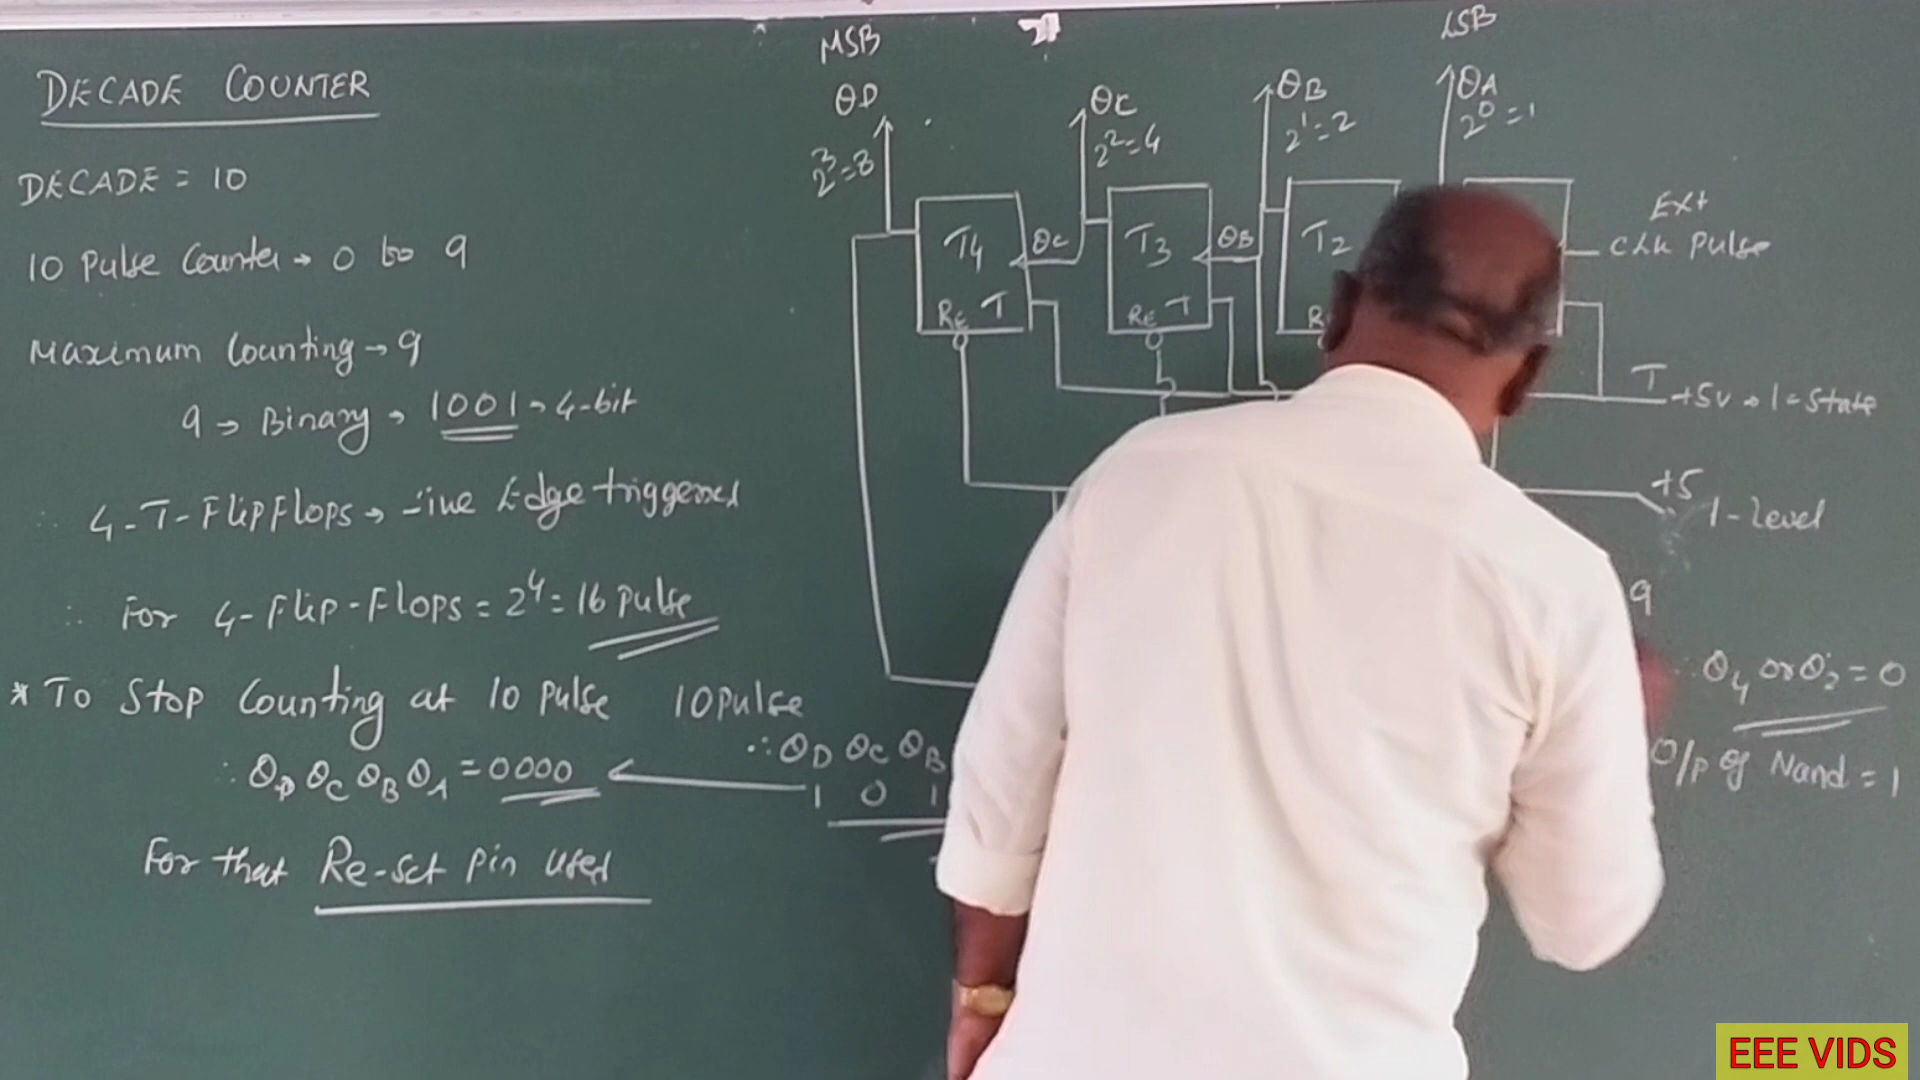 DECADE COUNTER
DECADE = 10
10 Pulse Counter → 0 to 9
Maximum Counting → 9
9 → Binary → 1001 → 4-bit
∴ 4-T-FlipFlops → -ive Edge triggered
∴ For 4-Flip-Flops = 2⁴ = 16 pulse
* To Stop Counting at 10 pulse
∴ QD QC QB QA = 0000
For that Re-set pin used
10 pulse
∴ QD QC QB
1 0 1
MSB
LSB
QD
2³=8
QC
2²=4
QB
2¹=2
QA
2⁰=1
T4
QC
T3
QB
T2
Ext
Clk Pulse
RE T
RE T
R
T
+5v → 1-State
+5
1-Level
9
∴ Q4 or Q2 = 0
O/P of Nand = 1
EEE VIDS